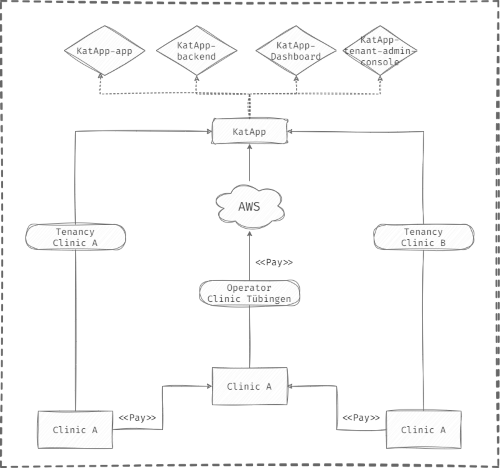 KatApp-app
KatApp-
backend
KatApp-
Dashboard
KatApp-
tenant-admin-
console
KatApp
AWS
Tenancy
Clinic A
Tenancy
Clinic B
<<Pay>>
Operator
Clinic Tübingen
Clinic A
<<Pay>>
<<Pay>>
Clinic A
Clinic A